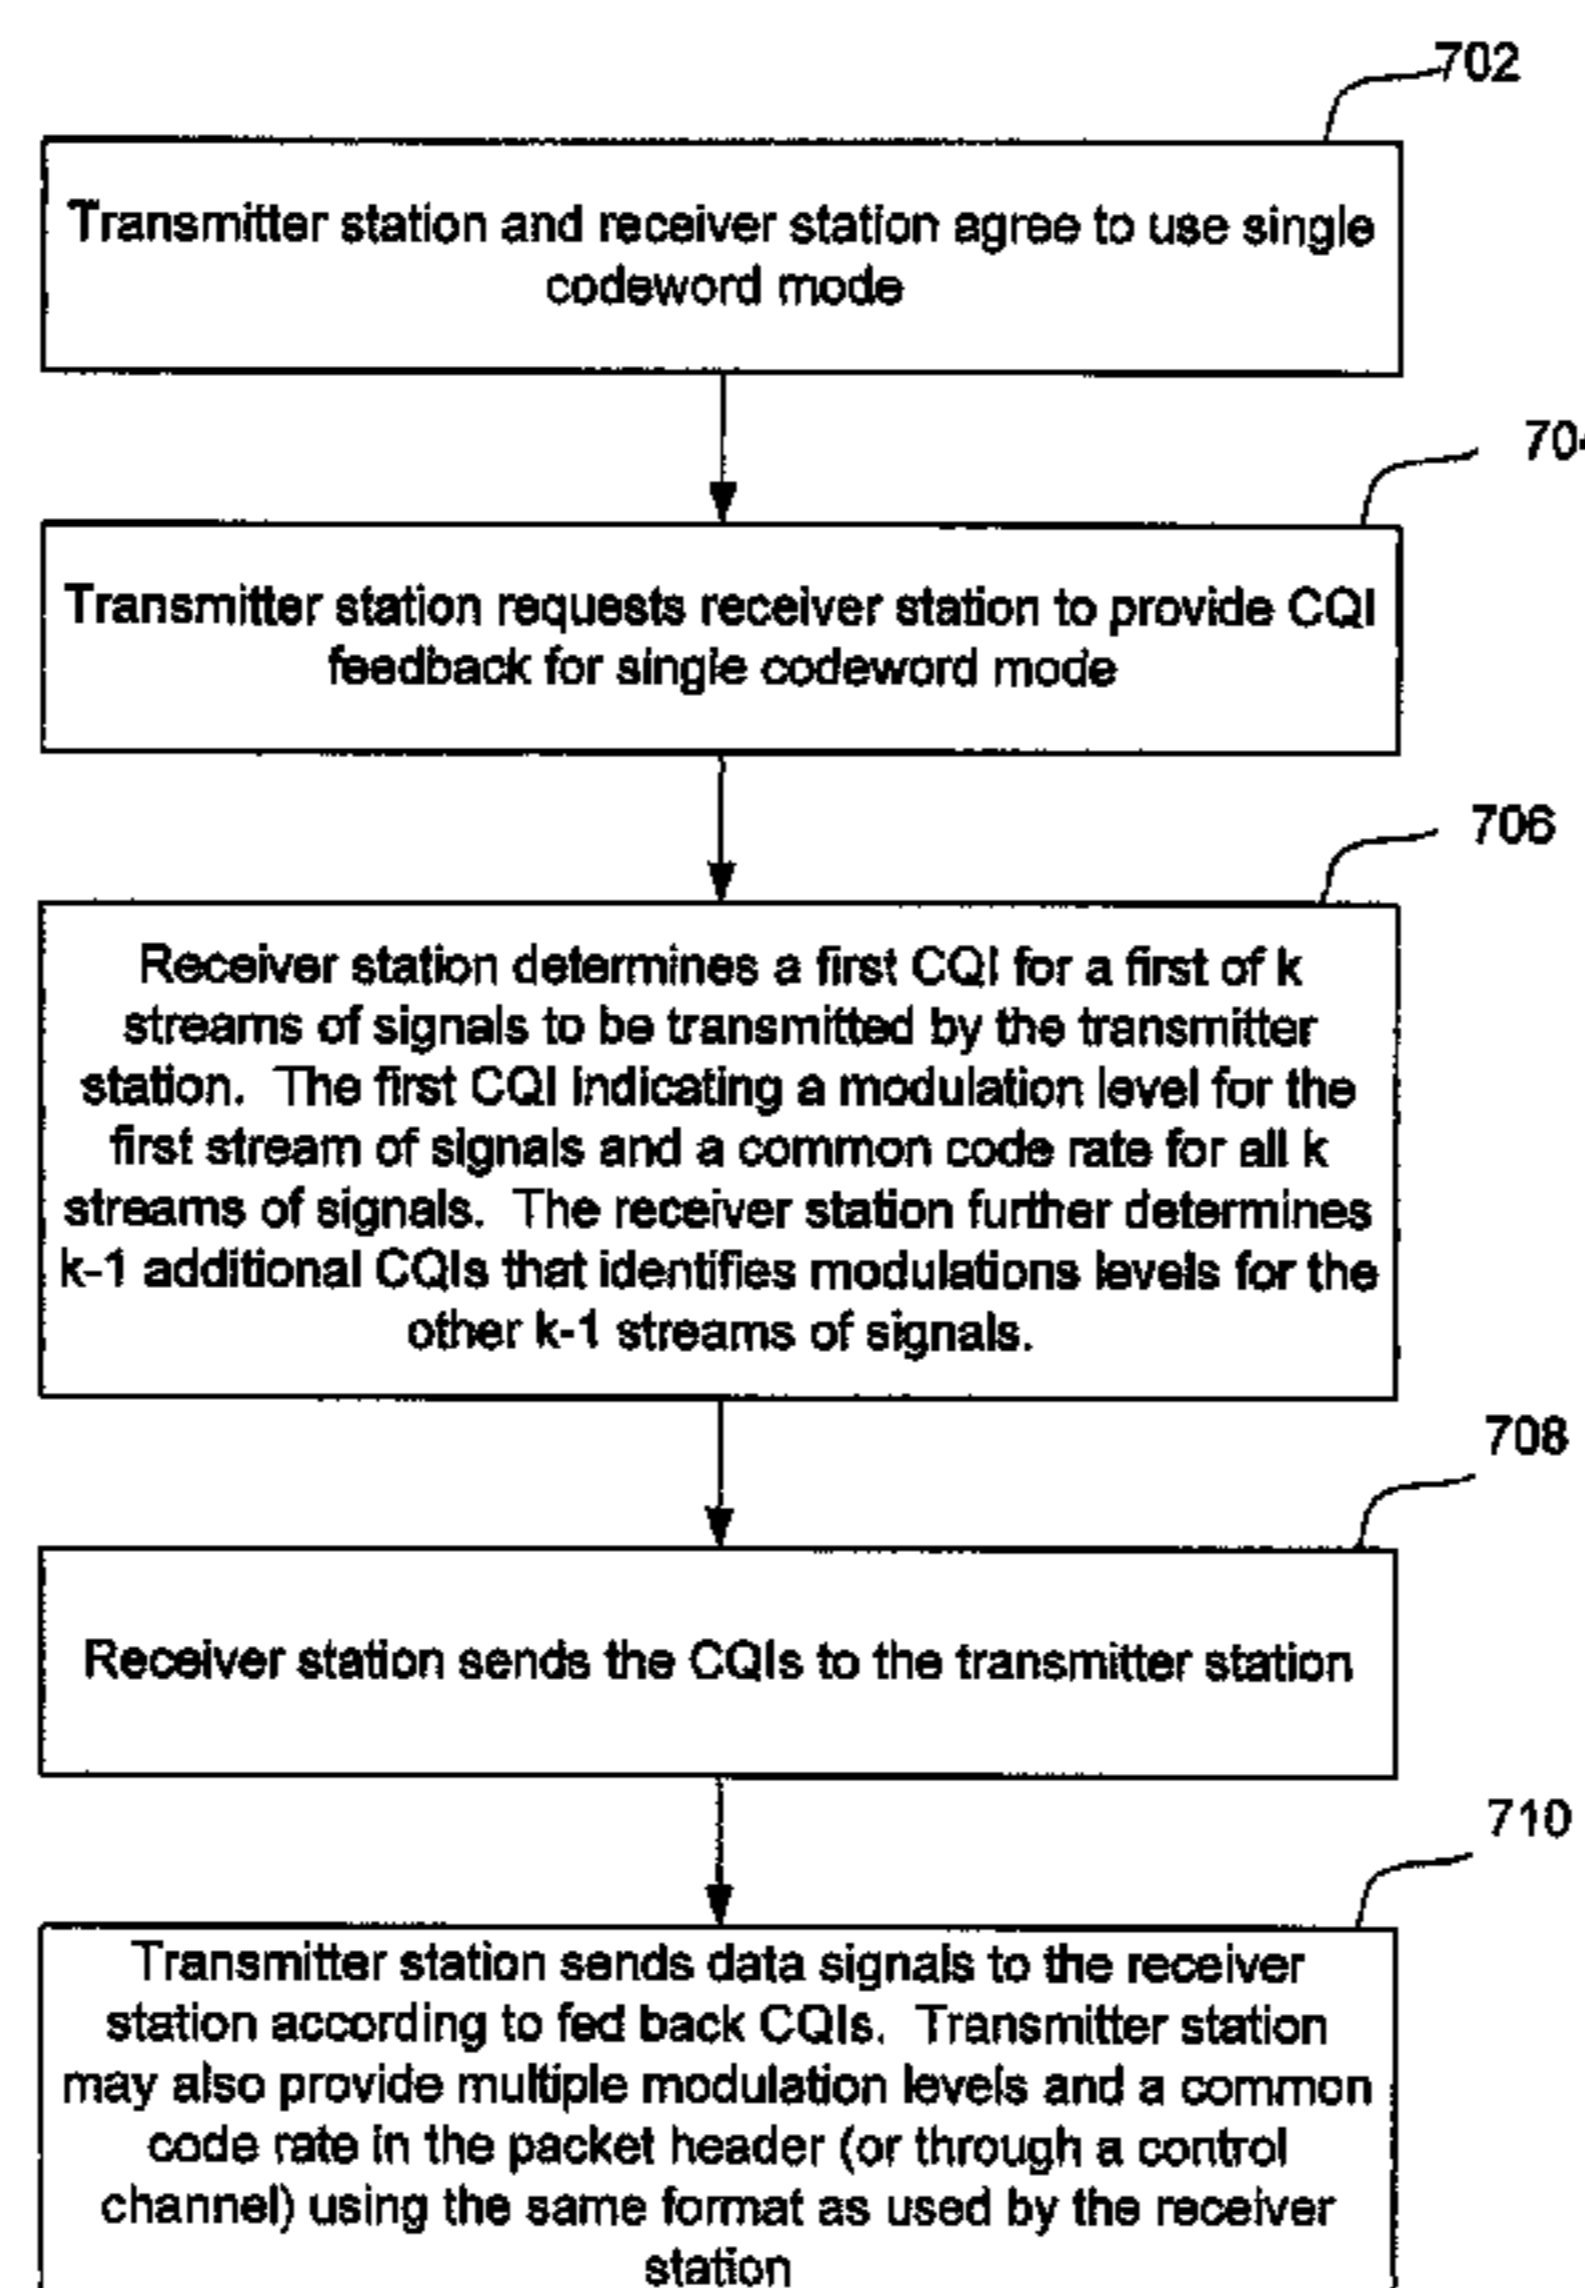 702
Transmitter station and receiver station agree to use single
codeword mode
704
Transmitter station requests receiver station to provide CQI
feedback for single codeword mode
706
Receiver station determines a first CQI for a first of k
streams of signals to be transmitted by the transmitter
station. The first CQI indicating a modulation level for the
first stream of signals and a common code rate for all k
streams of signals. The receiver station further determines
k-1 additional CQIs that identifies modulations levels for the
other k-1 streams of signals.
708
Receiver station sends the CQIs to the transmitter station
710
Transmitter station sends data signals to the receiver
station according to fed back CQIs. Transmitter station
may also provide multiple modulation levels and a common
code rate in the packet header (or through a control
channel) using the same format as used by the receiver
station